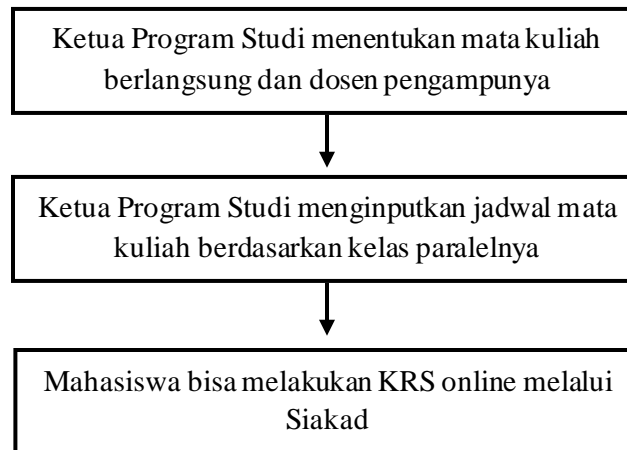 Ketua Program Studi menentukan mata kuliah
berlangsung dan dosen pengampunya
Ketua Program Studi menginputkan jadwal mata
kuliah berdasarkan kelas paralelnya
Mahasiswa bisa melakukan KRS online melalui
Siakad